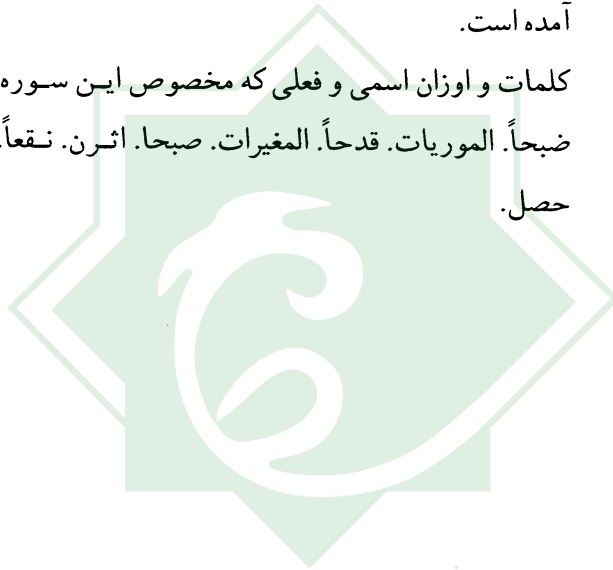 آمده است.
کلمات و اوزان اسمی و فعلی که مخصوص این سوره
ضبحاً. الموریات. قدحاً. المغیرات. صبحا. اثرن. نقعاً.
حصل.